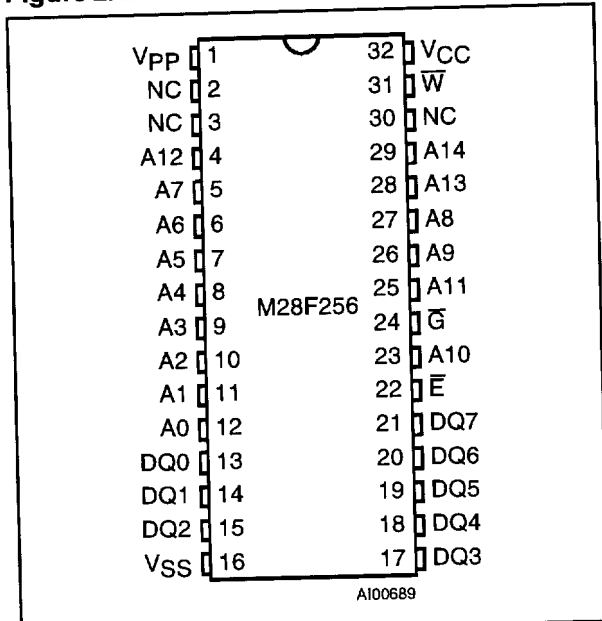 Figure 2.
VPP 1 32 VCC
NC 2 31 W̅
NC 3 30 NC
A12 4 29 A14
A7 5 28 A13
A6 6 27 A8
A5 7 26 A9
A4 8 25 A11
M28F256
A3 9 24 G̅
A2 10 23 A10
A1 11 22 E̅
A0 12 21 DQ7
DQ0 13 20 DQ6
DQ1 14 19 DQ5
DQ2 15 18 DQ4
VSS 16 17 DQ3
AI00689